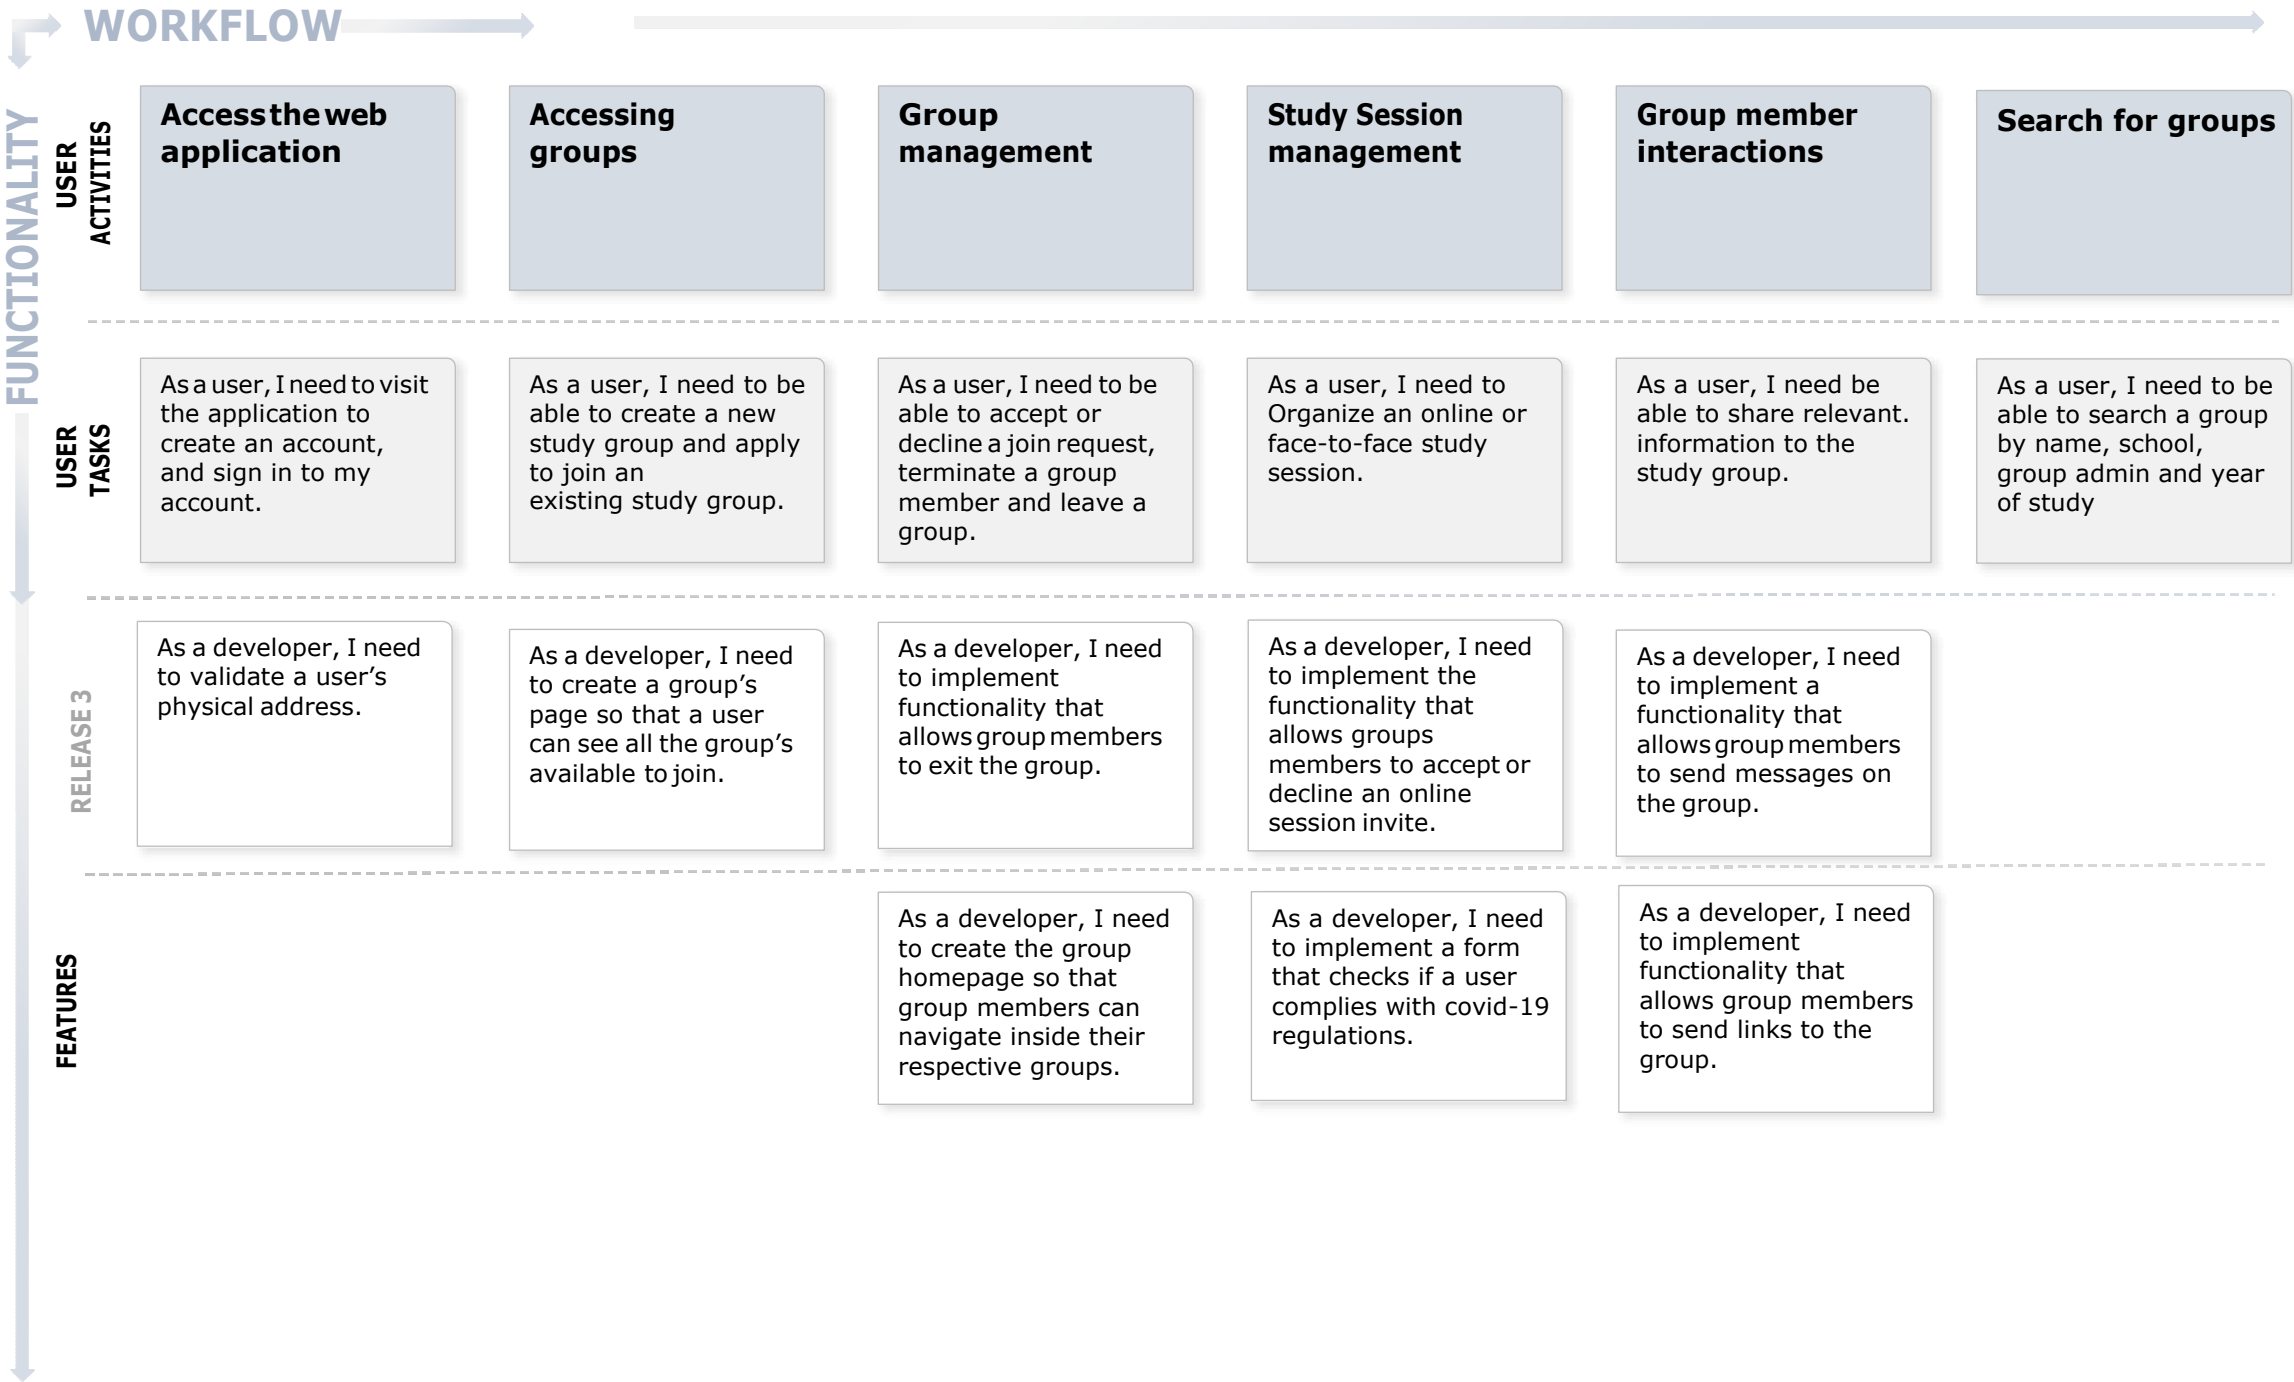 WORKFLOW
FUNCTIONALITY
USER
ACTIVITIES
Access the web
application
Accessing
groups
Group
management
Study Session
management
Group member
interactions
Search for groups
USER
TASKS
As a user, I need to visit
the application to
create an account,
and sign in to my
account.
As a user, I need to be
able to create a new
study group and apply
to join an
existing study group.
As a user, I need to be
able to accept or
decline a join request,
terminate a group
member and leave a
group.
As a user, I need to
Organize an online or
face-to-face study
session.
As a user, I need be
able to share relevant.
information to the
study group.
As a user, I need to be
able to search a group
by name, school,
group admin and year
of study
RELEASE 3
As a developer, I need
to validate a user’s
physical address.
As a developer, I need
to create a group’s
page so that a user
can see all the group’s
available to join.
As a developer, I need
to implement
functionality that
allows group members
to exit the group.
As a developer, I need
to implement the
functionality that
allows groups
members to accept or
decline an online
session invite.
As a developer, I need
to implement a
functionality that
allows group members
to send messages on
the group.
FEATURES
As a developer, I need
to create the group
homepage so that
group members can
navigate inside their
respective groups.
As a developer, I need
to implement a form
that checks if a user
complies with covid-19
regulations.
As a developer, I need
to implement
functionality that
allows group members
to send links to the
group.